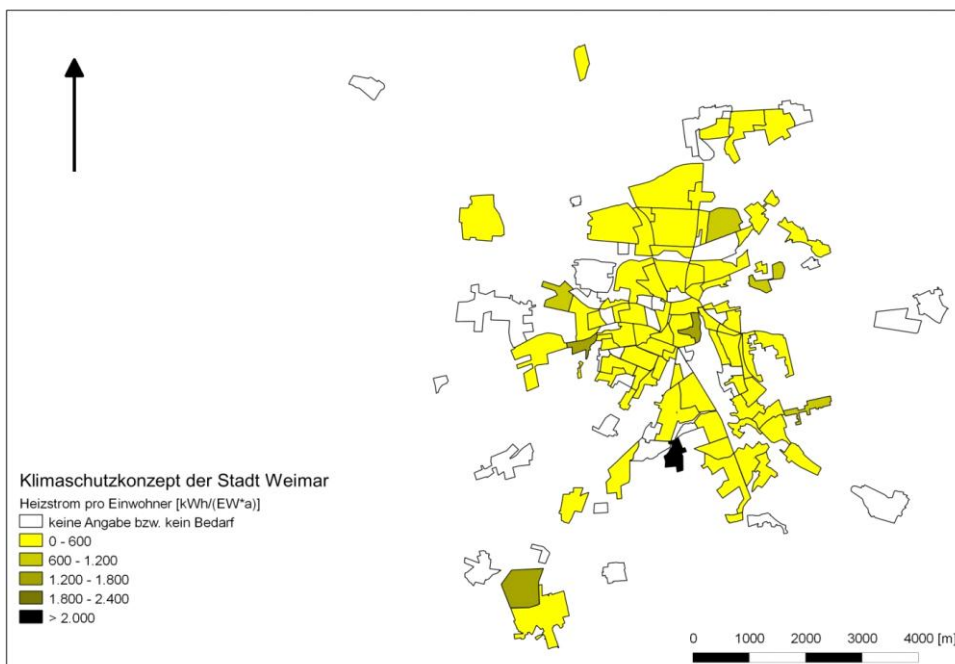 Klimaschutzkonzept der Stadt Weimar
Heizstrom pro Einwohner [kWh/(EW*a)]
keine Angabe bzw. kein Bedarf
0 - 600
600 - 1.200
1.200 - 1.800
1.800 - 2.400
> 2.000
0 1000 2000 3000 4000 [m]